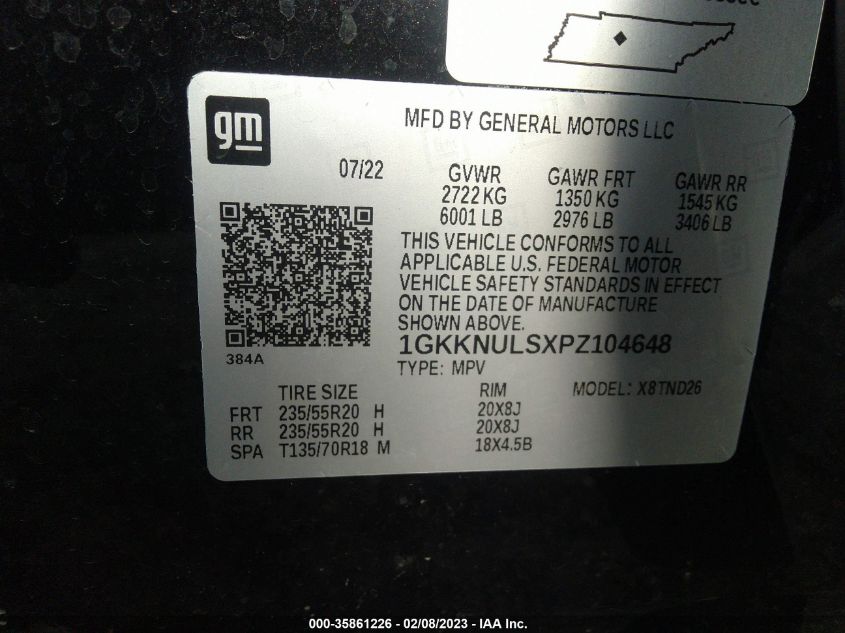 gm
MFD BY GENERAL MOTORS LLC
07/22 GVWR GAWR FRT GAWR RR
2722 KG 1350 KG 1545 KG
6001 LB 2976 LB 3406 LB
THIS VEHICLE CONFORMS TO ALL
APPLICABLE U.S. FEDERAL MOTOR
VEHICLE SAFETY STANDARDS IN EFFECT
ON THE DATE OF MANUFACTURE
SHOWN ABOVE.
384A
1GKKNULSXPZ104648
TYPE: MPV
TIRE SIZE RIM MODEL: X8TND26
FRT 235/55R20 H 20X8J
RR 235/55R20 H 20X8J
SPA T135/70R18 M 18X4.5B
000-35861226 - 02/08/2023 - IAA Inc.